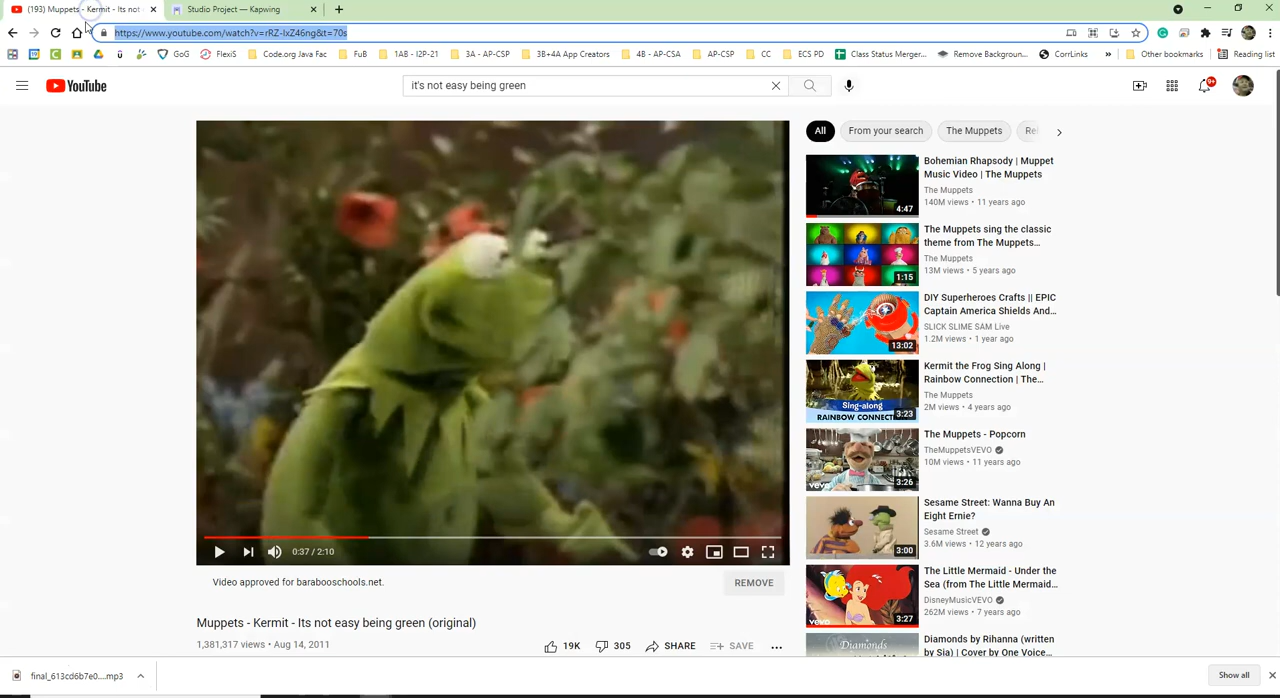 (193) Muppets - Kermit - Its not
Studio Project — Kapwing
https://www.youtube.com/watch?v=rRZ-IxZ46ng&t=70s
GoG
FlexiS
Code.org Java Fac
FuB
1AB - I2P-21
3A - AP-CSP
3B+4A App Creators
4B - AP-CSA
AP-CSP
CC
ECS PD
Class Status Merger...
Remove Backgroun...
CorrLinks
»
Other bookmarks
Reading list
YouTube
it's not easy being green
9+
All
From your search
The Muppets
Re
4:47
Bohemian Rhapsody | Muppet
Music Video | The Muppets
The Muppets
140M views • 11 years ago
1:15
The Muppets sing the classic
theme from The Muppets...
The Muppets
13M views • 5 years ago
13:02
DIY Superheroes Crafts || EPIC
Captain America Shields And...
SLICK SLIME SAM Live
1.2M views • 1 year ago
Sing-along
RAINBOW CONNECT
3:23
Kermit the Frog Sing Along |
Rainbow Connection | The...
The Muppets
2M views • 4 years ago
vevo
3:26
The Muppets - Popcorn
TheMuppetsVEVO
10M views • 11 years ago
3:00
Sesame Street: Wanna Buy An
Eight Ernie?
Sesame Street
3.6M views • 12 years ago
vevo
3:27
The Little Mermaid - Under the
Sea (from The Little Mermaid...
DisneyMusicVEVO
262M views • 7 years ago
Diamonds
Diamonds by Rihanna (written
by Sia) | Cover by One Voice...
0:37 / 2:10
Video approved for barabooschools.net.
REMOVE
Muppets - Kermit - Its not easy being green (original)
1,381,317 views • Aug 14, 2011
19K
305
SHARE
SAVE
final_613cd6b7e0....mp3
Show all